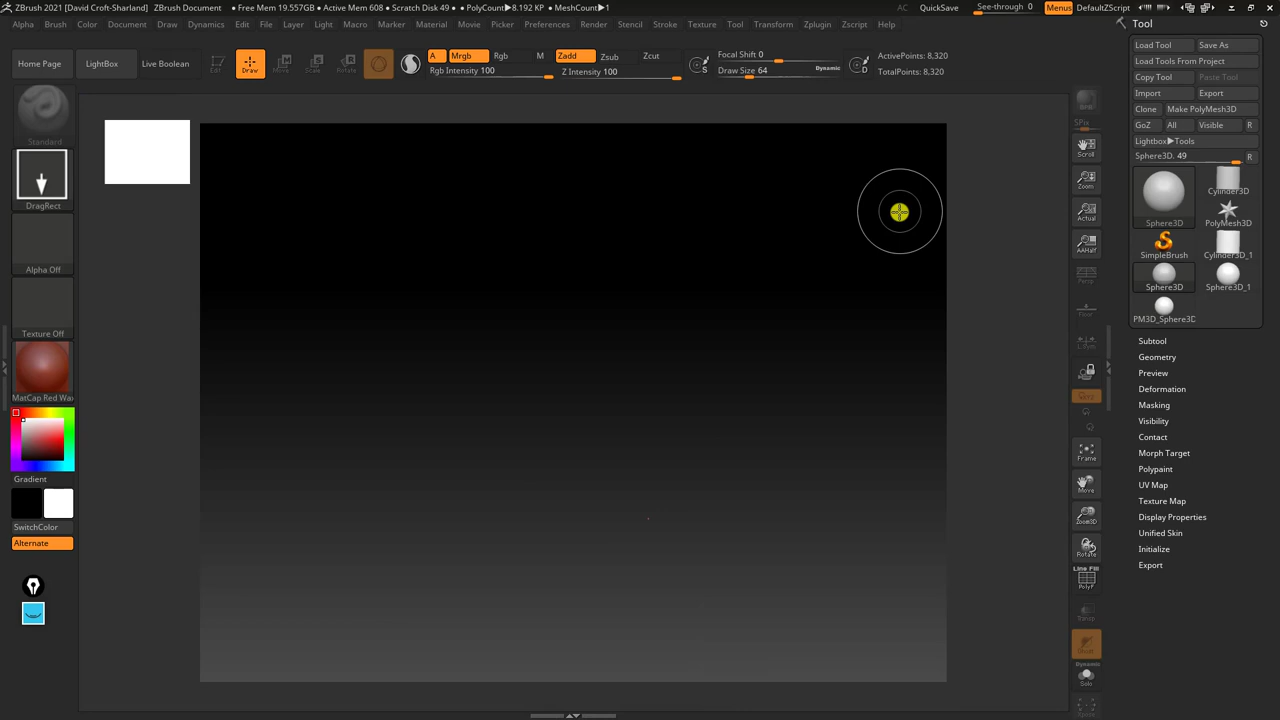 ZBrush 2021 [David Croft-Sharland] ZBrush Document • Free Mem 19.557GB • Active Mem 608 • Scratch Disk 49 • PolyCount▶8.192 KP • MeshCount▶1
AC QuickSave See-through 0 Menus DefaultZScript
Alpha Brush Color Document Draw Dynamics Edit File Layer Light Macro Marker Material Movie Picker Preferences Render Stencil Stroke Texture Tool Transform Zplugin Zscript Help
Home Page LightBox Live Boolean
Edit Draw Move Scale Rotate
A Mrgb Rgb M
Rgb Intensity 100
Zadd Zsub Zcut
Z Intensity 100
S
Focal Shift 0
Draw Size 64 Dynamic
D
ActivePoints: 8,320
TotalPoints: 8,320
Standard
DragRect
Alpha Off
Texture Off
MatCap Red Wax
Gradient
SwitchColor
Alternate
SPix
Scroll
Zoom
Actual
AAHalf
Persp
Floor
L.Sym
Frame
Move
Zoom3D
Rotate
Line Fill
PolyF
Transp
Dynamic
Solo
Xpose
Tool
Load Tool Save As
Load Tools From Project
Copy Tool Paste Tool
Import Export
Clone Make PolyMesh3D
GoZ All Visible R
Lightbox▶Tools
Sphere3D. 49 R
Sphere3D Cylinder3D
PolyMesh3D
SimpleBrush Cylinder3D_1
Sphere3D Sphere3D_1
PM3D_Sphere3D
Subtool
Geometry
Preview
Deformation
Masking
Visibility
Contact
Morph Target
Polypaint
UV Map
Texture Map
Display Properties
Unified Skin
Initialize
Export